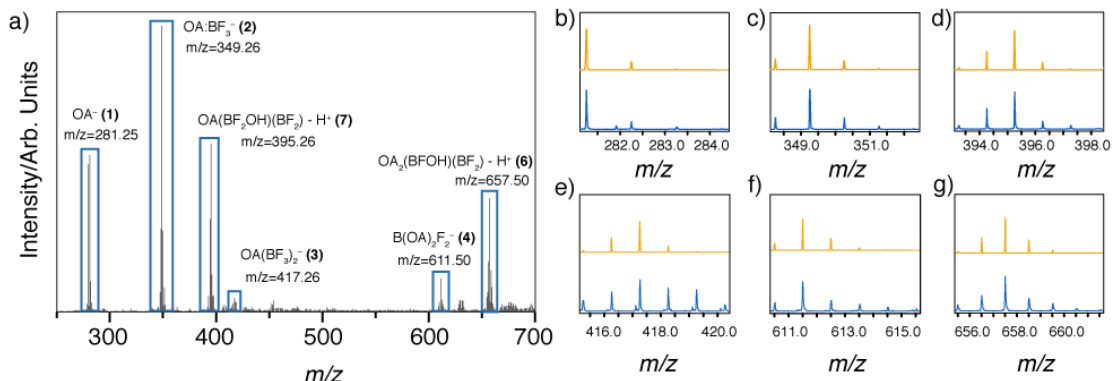 a)
Intensity/Arb. Units
OA⁻ (1)
m/z=281.25
OA:BF₃⁻ (2)
m/z=349.26
OA(BF₂OH)(BF₂) - H⁺ (7)
m/z=395.26
OA(BF₃)₂⁻ (3)
m/z=417.26
B(OA)₂F₂⁻ (4)
m/z=611.50
OA₂(BFOH)(BF₂) - H⁺ (6)
m/z=657.50
300 400 500 600 700
m/z
b)
282.0 283.0 284.0
m/z
c)
349.0 351.0
m/z
d)
394.0 396.0 398.0
m/z
e)
416.0 418.0 420.0
m/z
f)
611.0 613.0 615.0
m/z
g)
656.0 658.0 660.0
m/z